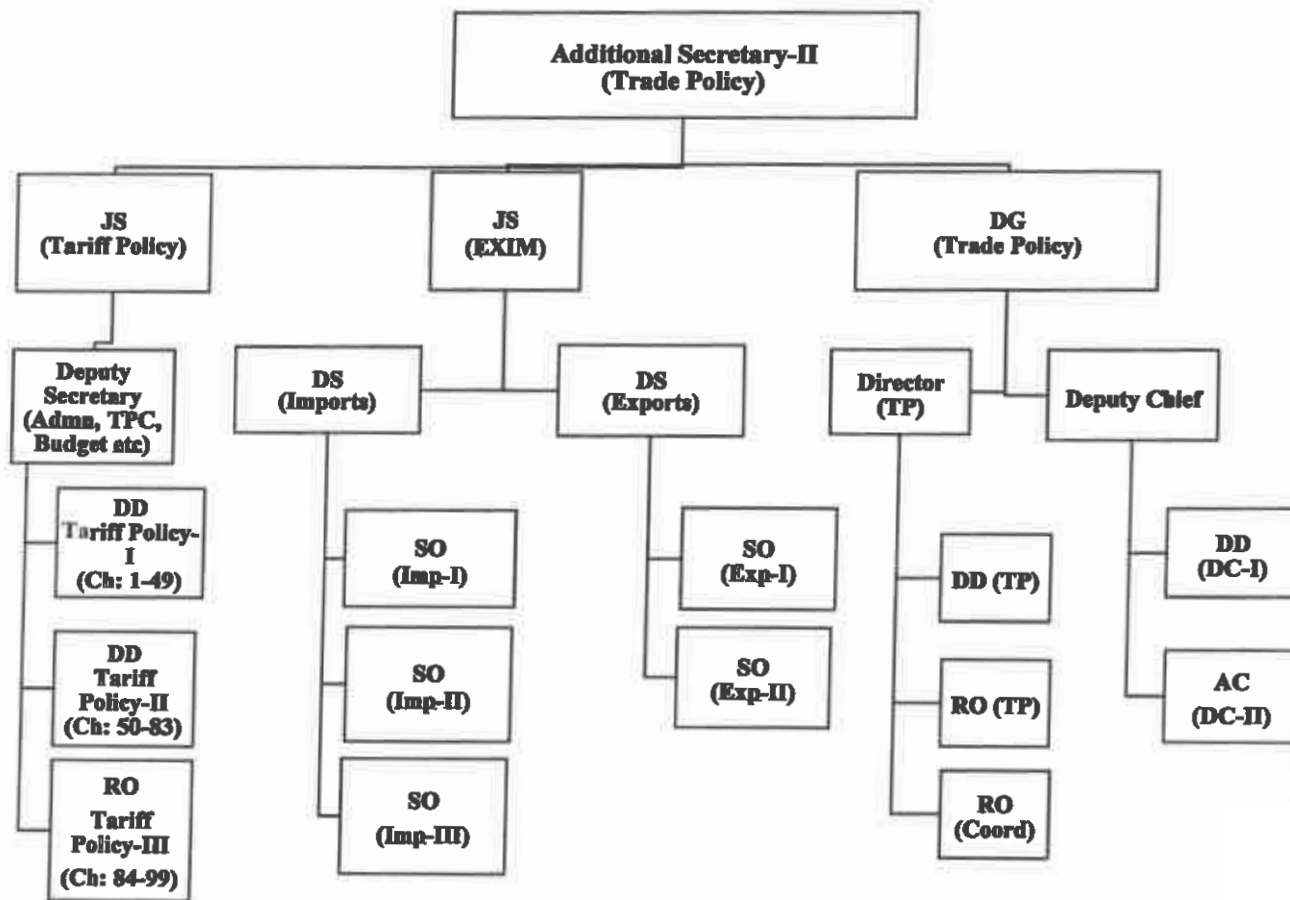 Additional Secretary-II
(Trade Policy)
JS
(Tariff Policy)
JS
(EXIM)
DG
(Trade Policy)
Deputy
Secretary
(Admn, TPC,
Budget etc)
DS
(Imports)
DS
(Exports)
Director
(TP)
Deputy Chief
DD
Tariff Policy-
I
(Ch: 1-49)
DD
Tariff
Policy-II
(Ch: 50-83)
RO
Tariff
Policy-III
(Ch: 84-99)
SO
(Imp-I)
SO
(Imp-II)
SO
(Imp-III)
SO
(Exp-I)
SO
(Exp-II)
DD (TP)
RO (TP)
RO
(Coord)
DD
(DC-I)
AC
(DC-II)